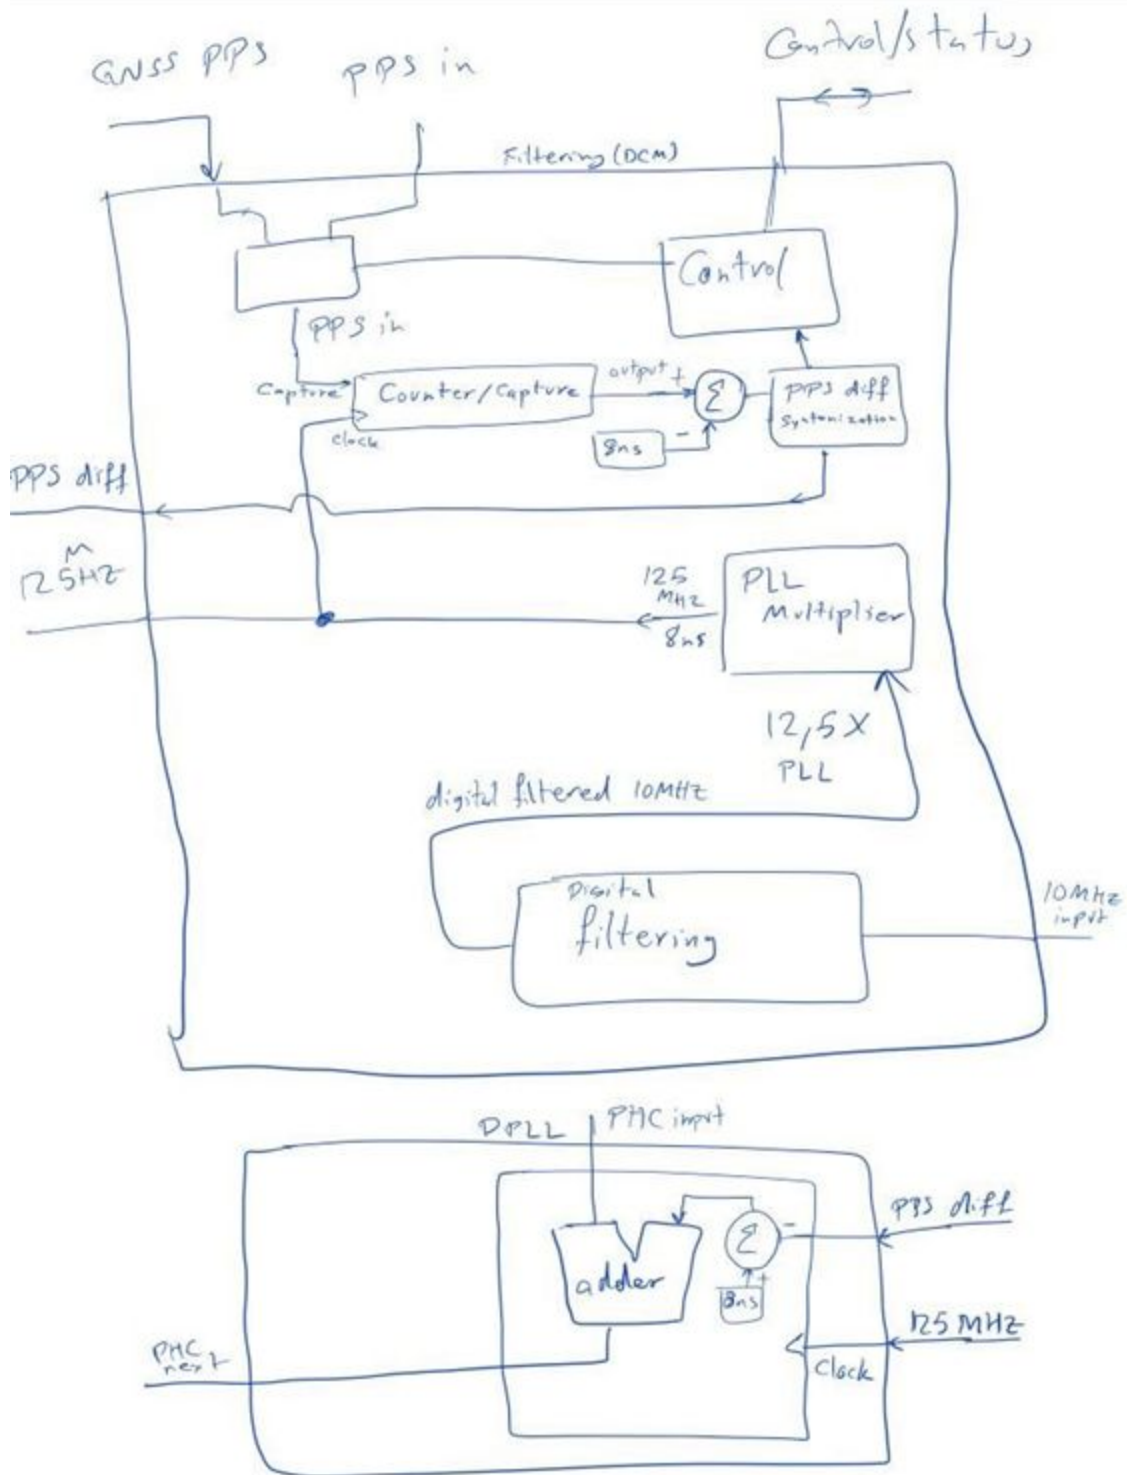 GNSS PPS
PPS in
Control/status
Filtering (DCM)
Control
PPS in
Capture
Counter/Capture
clock
output +
Σ
-
8ns
PPS diff
Syntonization
PPS diff
M
125HZ
125
MHZ
8ns
PLL
Multiplier
12,5X
PLL
digital filtered 10MHZ
Digital
filtering
10MHZ
input
DPLL
PHC input
adder
Σ
-
+
8ns
PPS diff
125 MHZ
Clock
PHC
next